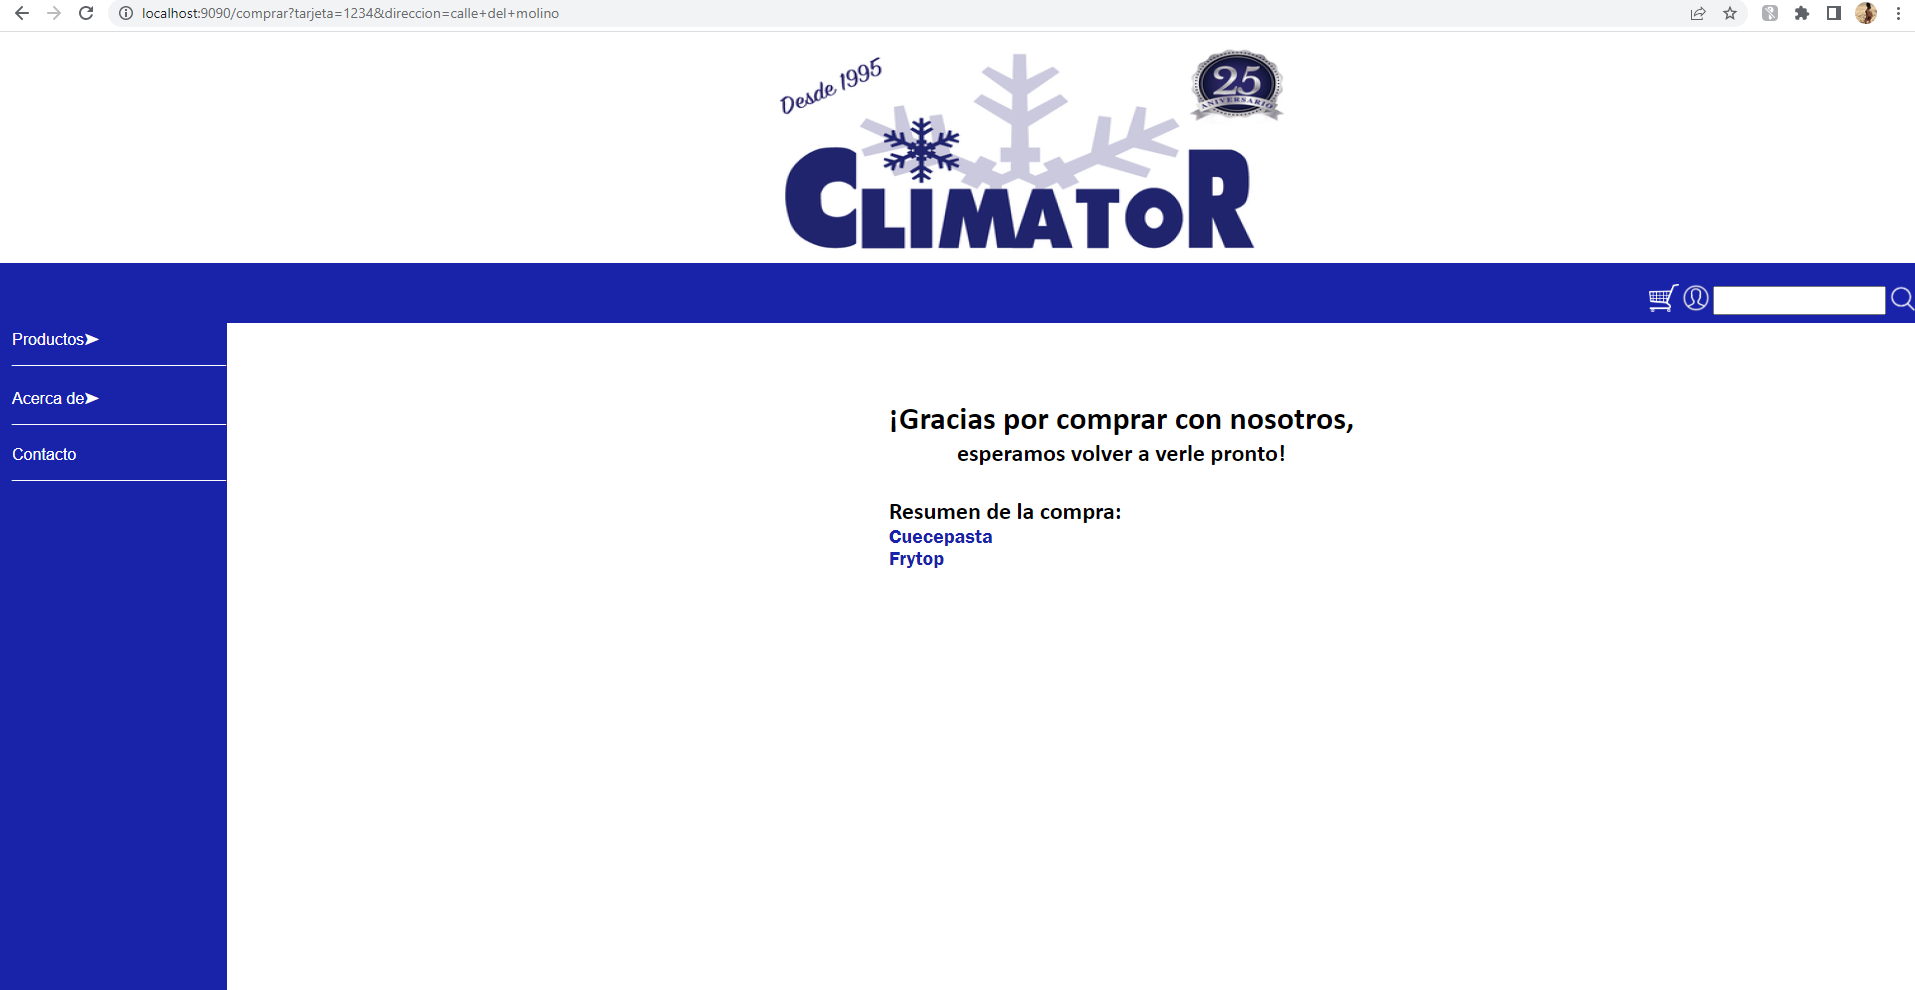 localhost:9090/comprar?tarjeta=1234&direccion=calle+del+molino
Desde 1995
25
ANIVERSARIO
CLIMATOR
Productos➤
Acerca de➤
Contacto
¡Gracias por comprar con nosotros,
esperamos volver a verle pronto!
Resumen de la compra:
Cuecepasta
Frytop